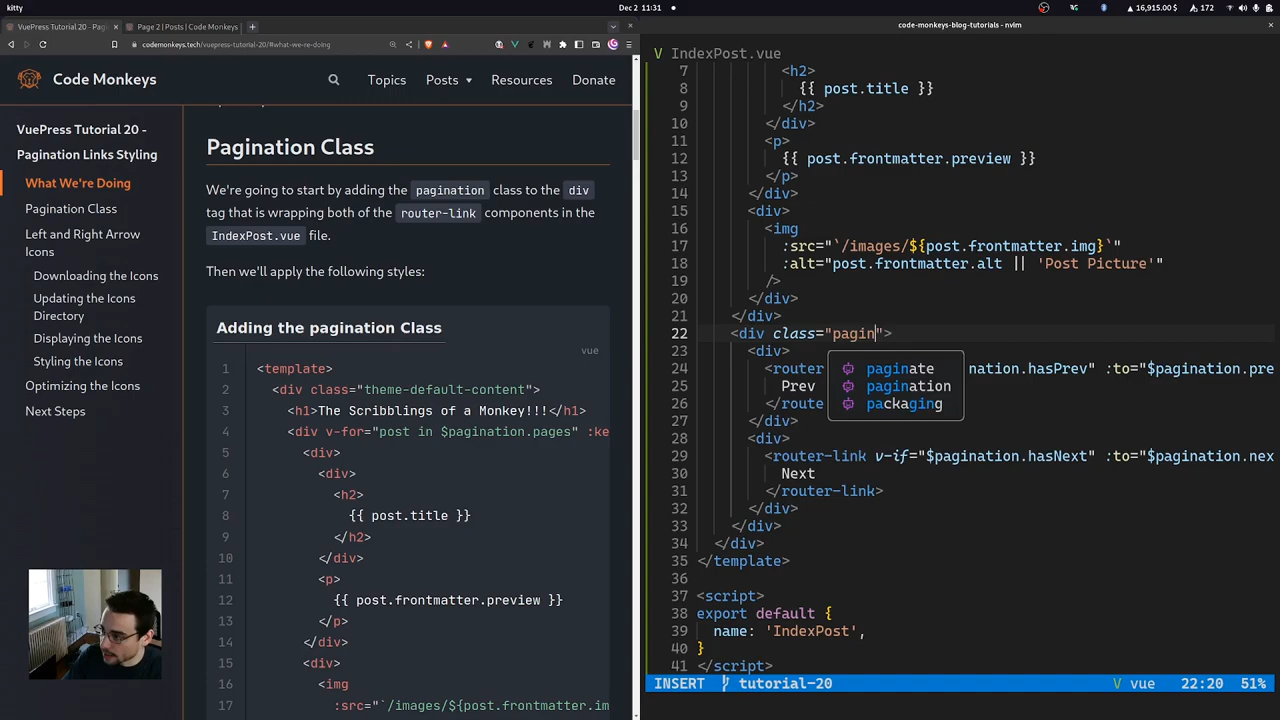 kitty
Dec 2 11:31
16,915.00
172
VuePress Tutorial 20 - Pagi
Page 2 | Posts | Code Monkeys
codemonkeys.tech/vuepress-tutorial-20/#what-we're-doing
Code Monkeys
Topics
Posts
Resources
Donate
VuePress Tutorial 20 -
Pagination Links Styling
What We're Doing
Pagination Class
Left and Right Arrow
Icons
Downloading the Icons
Updating the Icons
Directory
Displaying the Icons
Styling the Icons
Optimizing the Icons
Next Steps
Pagination Class
We're going to start by adding the pagination class to the div
tag that is wrapping both of the router-link components in the
IndexPost.vue file.
Then we'll apply the following styles:
Adding the pagination Class
vue
1 <template>
2 <div class="theme-default-content">
3 <h1>The Scribblings of a Monkey!!!</h1>
4 <div v-for="post in $pagination.pages" :ke
5 <div>
6 <div>
7 <h2>
8 {{ post.title }}
9 </h2>
10 </div>
11 <p>
12 {{ post.frontmatter.preview }}
13 </p>
14 </div>
15 <div>
16 <img
17 :src="`/images/${post.frontmatter.im
code-monkeys-blog-tutorials - nvim
V IndexPost.vue
7 <h2>
8 {{ post.title }}
9 </h2>
10 </div>
11 <p>
12 {{ post.frontmatter.preview }}
13 </p>
14 </div>
15 <div>
16 <img
17 :src="`/images/${post.frontmatter.img}`"
18 :alt="post.frontmatter.alt || 'Post Picture'"
19 />
20 </div>
21 </div>
22 <div class="pagin">
23 <div>
24 <router nation.hasPrev" :to="$pagination.pre
25 Prev
26 </route
27 </div>
28 <div>
29 <router-link v-if="$pagination.hasNext" :to="$pagination.nex
30 Next
31 </router-link>
32 </div>
33 </div>
34 </div>
35 </template>
36
37 <script>
38 export default {
39 name: 'IndexPost',
40 }
41 </script>
paginate
pagination
packaging
INSERT tutorial-20 V vue 22:20 51%